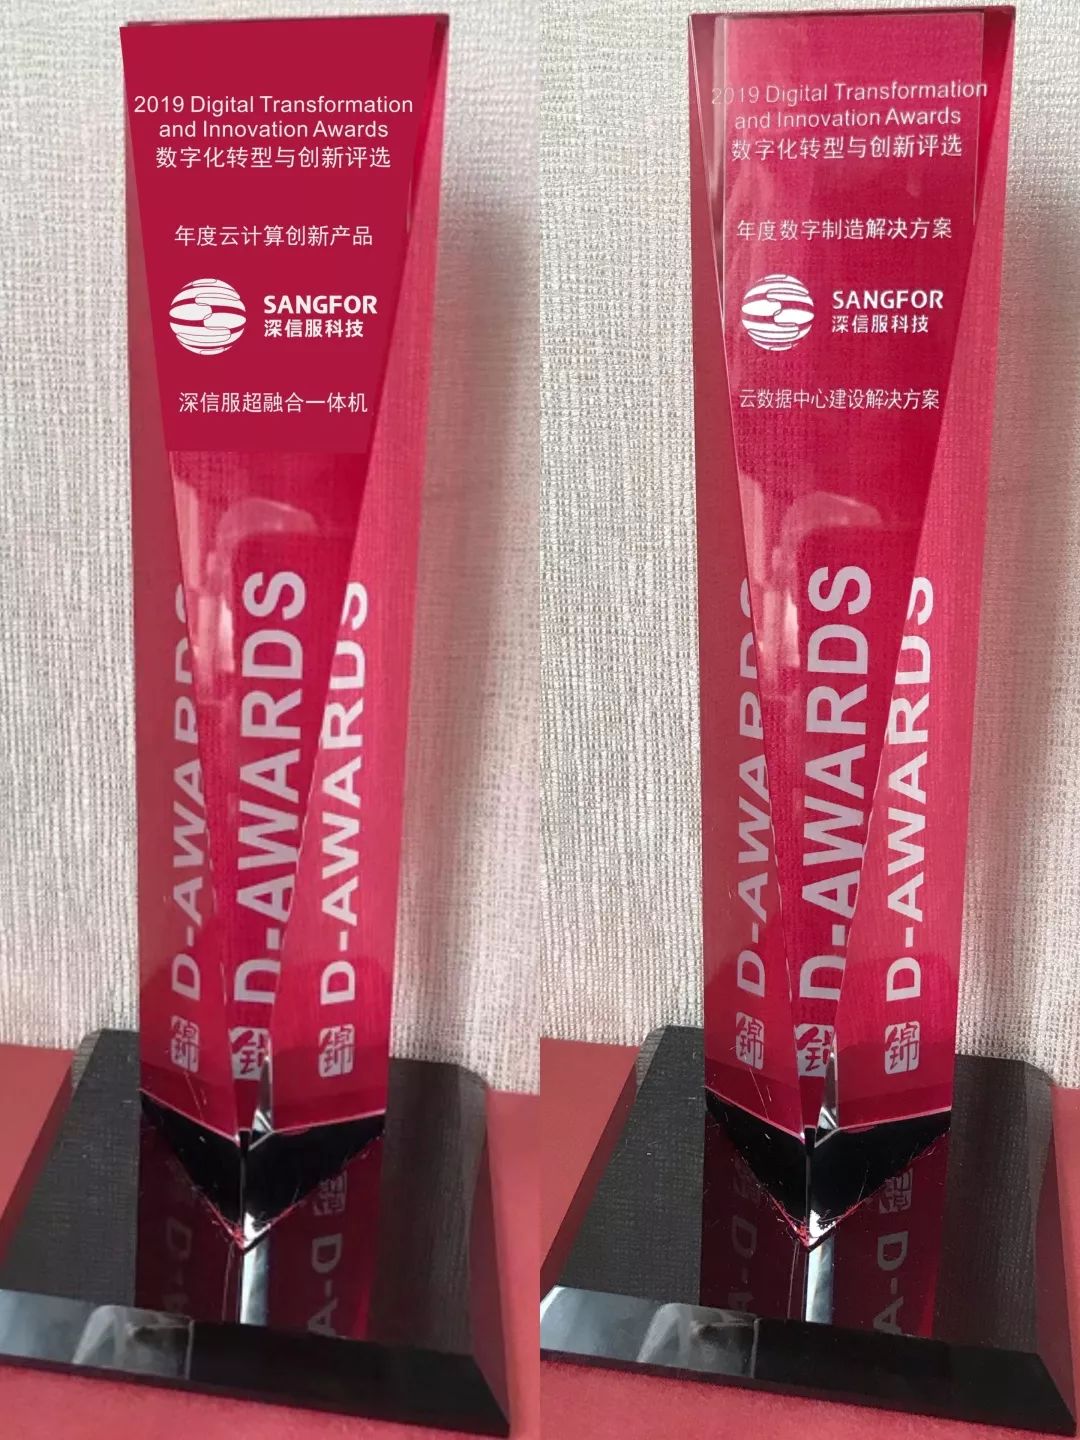 2019 Digital Transformation
and Innovation Awards
数字化转型与创新评选
年度云计算创新产品
SANGFOR
深信服科技
深信服超融合一体机
D-AWARDS
D-AWARDS
D-AWARDS
锦
锦
2019 Digital Transformation
and Innovation Awards
数字化转型与创新评选
年度数字制造解决方案
SANGFOR
深信服科技
云数据中心建设解决方案
D-AWARDS
D-AWARDS
D-AWARDS
锦
锦